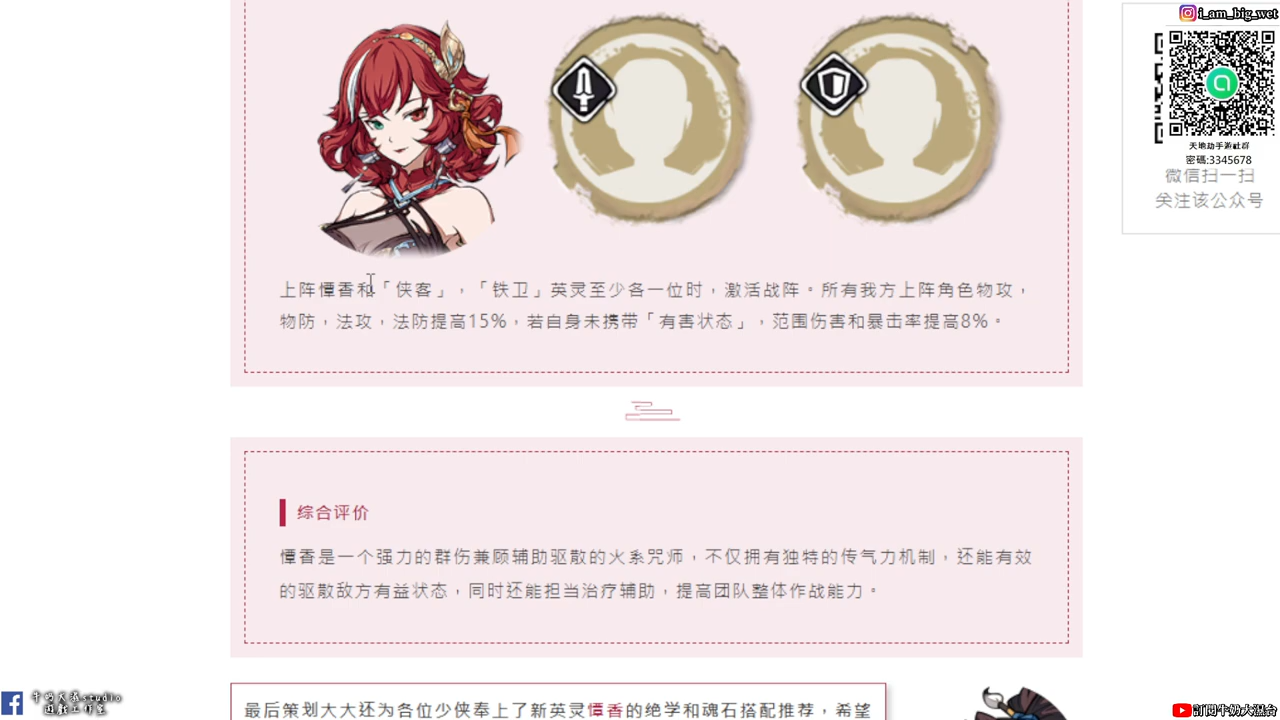 i_am_big_wet
天地劫手游社群
密碼:3345678
微信扫一扫
关注该公众号
上阵慱香和「侠客」，「铁卫」英灵至少各一位时，激活战阵。所有我方上阵角色物攻，
物防，法攻，法防提高15%，若自身未携带「有害状态」，范围伤害和暴击率提高8%。
综合评价
慱香是一个强力的群伤兼顾辅助驱散的火系咒师，不仅拥有独特的传气力机制，还能有效
的驱散敌方有益状态，同时还能担当治疗辅助，提高团队整体作战能力。
最后策划大大还为各位少侠奉上了新英灵慱香的绝学和魂石搭配推荐，希望
studio
遊戲工作室